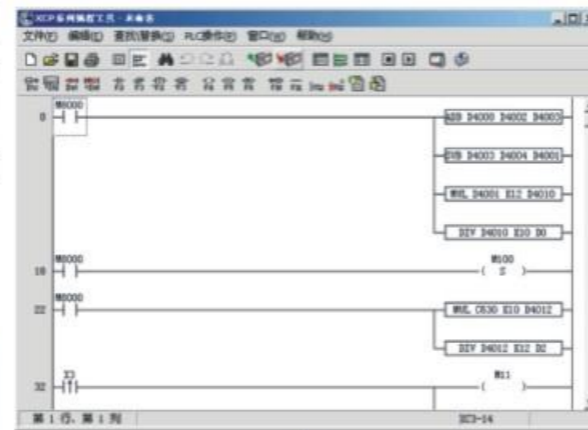 XCP系列编程工具 - 未命名
文件(F) 编辑(E) 查找\替换(S) PLC操作(P) 窗口(W) 帮助(H)
0 M8000 ADD D4000 D4002 D4003
SUB D4003 D4004 D4001
MUL D4001 K12 D4010
DIV D4010 K10 D0
18 M8000 M100
( S )
22 M8000 MUL C630 K10 D4012
DIV D4012 K12 D2
32 X3 M11
( )
第 1 行, 第 1 列 XC3-14